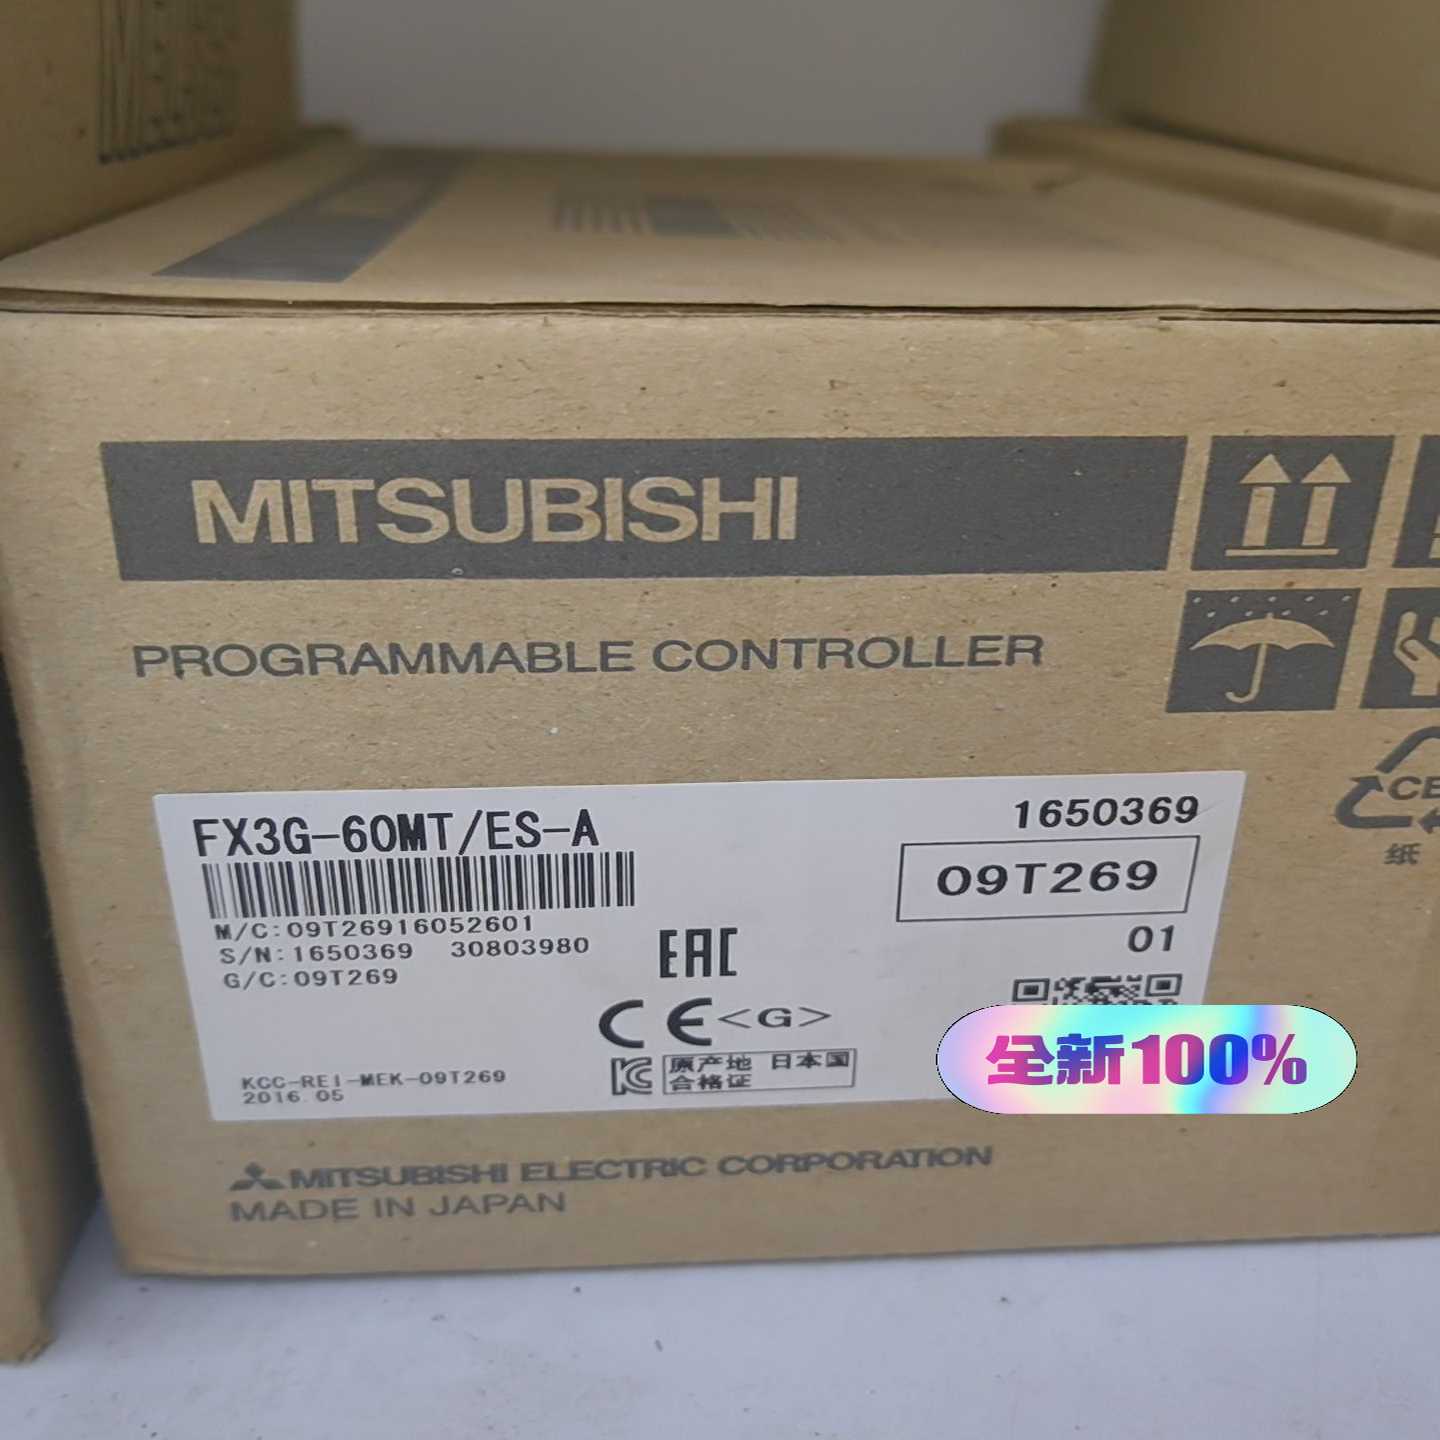 MITSUBISHI
PROGRAMMABLE CONTROLLER
FX3G-60MT/ES-A
1650369
09T269
M/C:09T26916052601
S/N:1650369 30803980
G/C:09T269
01
EAC
CE<G>
原产地 日本国
合格证
KCC-REI-MEK-09T269
2016.05
全新100%
纸
MITSUBISHI ELECTRIC CORPORATION
MADE IN JAPAN